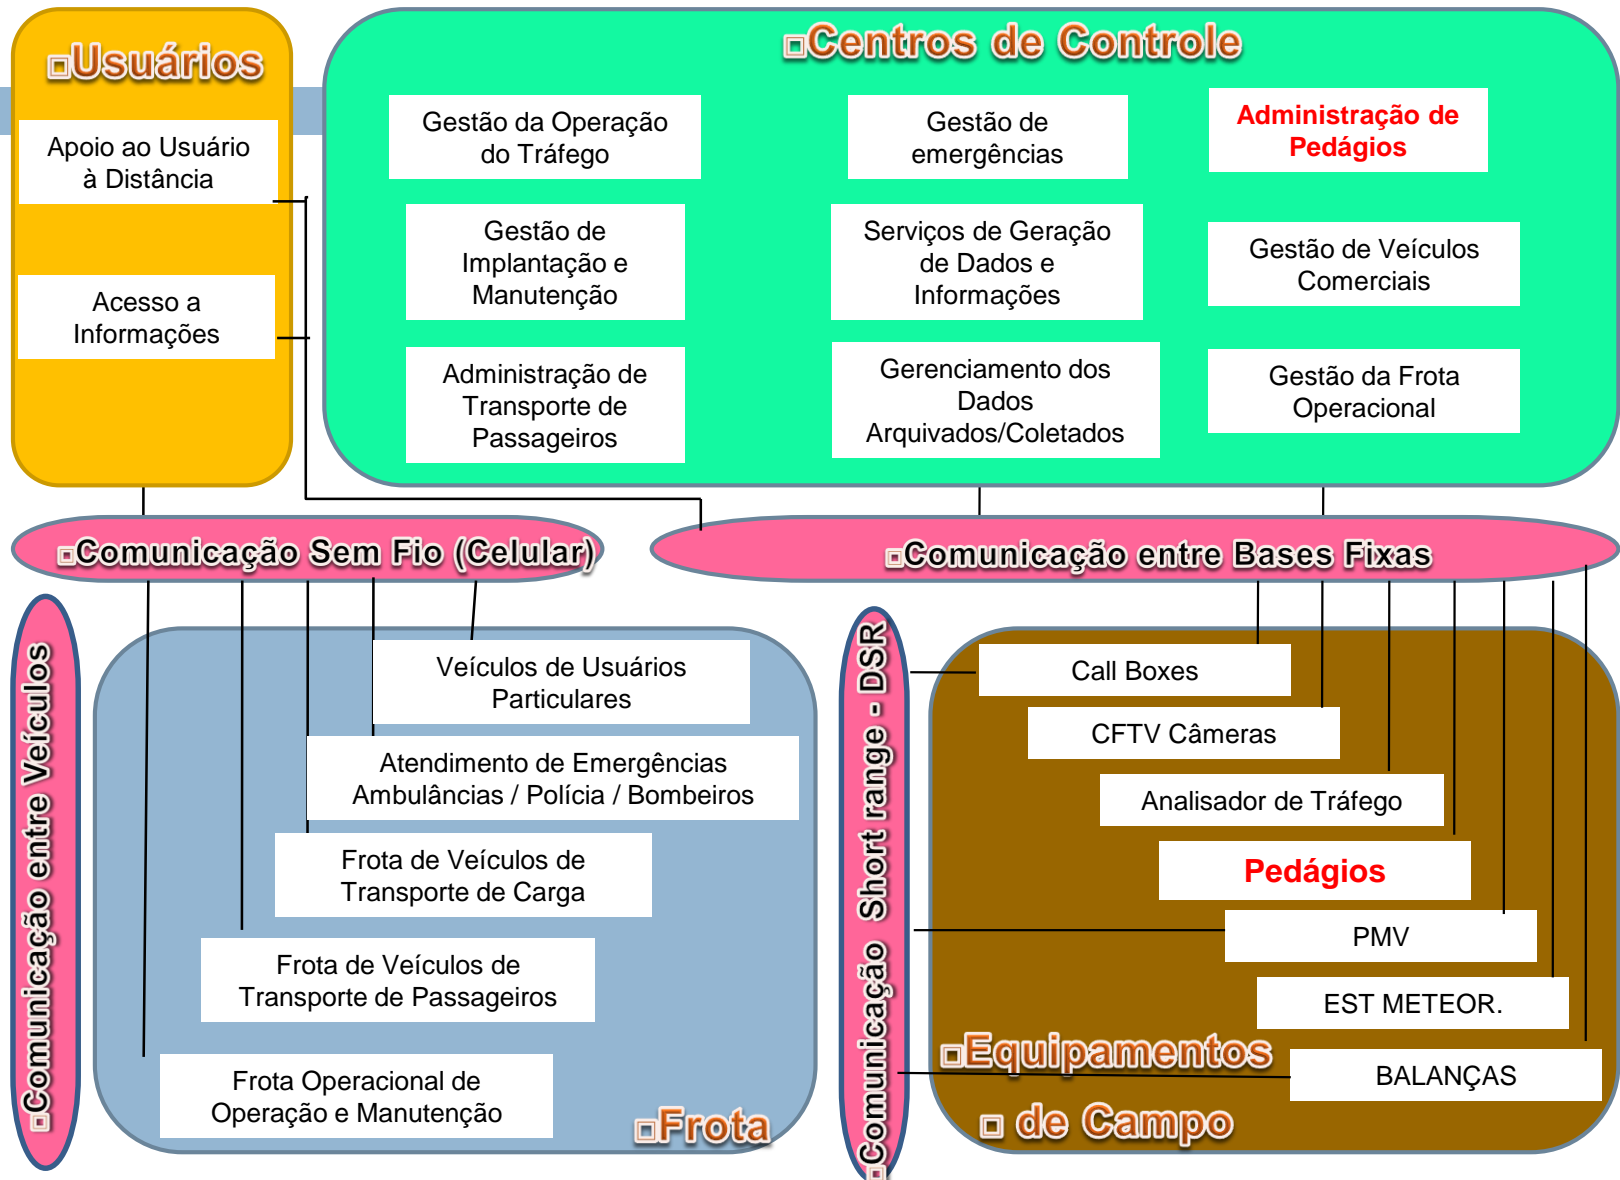 Usuários
Apoio ao Usuário
à Distância
Acesso a
Informações
Centros de Controle
Gestão da Operação
do Tráfego
Gestão de
emergências
Administração de
Pedágios
Gestão de
Implantação e
Manutenção
Serviços de Geração
de Dados e
Informações
Gestão de Veículos
Comerciais
Administração de
Transporte de
Passageiros
Gerenciamento dos
Dados
Arquivados/Coletados
Gestão da Frota
Operacional
Comunicação Sem Fio (Celular)
Comunicação entre Bases Fixas
Comunicação entre Veículos
Veículos de Usuários
Particulares
Atendimento de Emergências
Ambulâncias / Polícia / Bombeiros
Frota de Veículos de
Transporte de Carga
Frota de Veículos de
Transporte de Passageiros
Frota Operacional de
Operação e Manutenção
Frota
Comunicação Short range - DSR
Call Boxes
CFTV Câmeras
Analisador de Tráfego
Pedágios
PMV
EST METEOR.
BALANÇAS
Equipamentos
de Campo